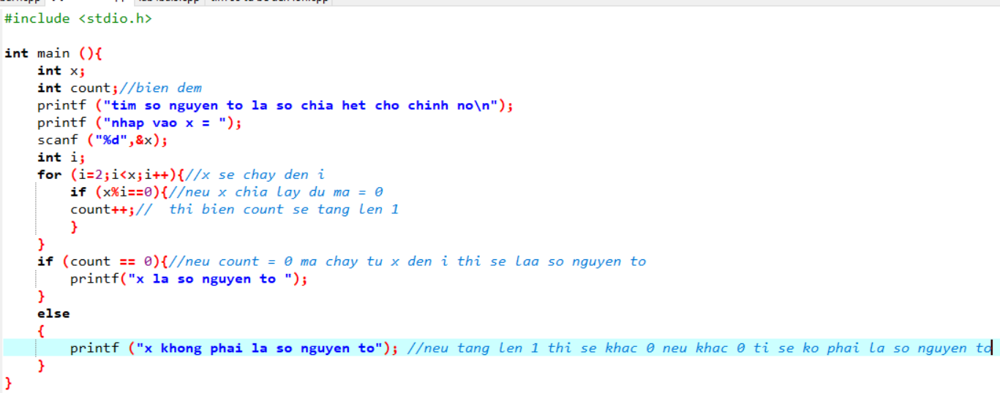 #include <stdio.h>
int main (){
int x;
int count;//bien dem
printf ("tim so nguyen to la so chia het cho chinh no\n");
printf ("nhap vao x = ");
scanf ("%d",&x);
int i;
for (i=2;i<x;i++){//x se chay den i
if (x%i==0){//neu x chia lay du ma = 0
count++;//  thi bien count se tang len 1
}
}
if (count == 0){//neu count = 0 ma chay tu x den i thi se laa so nguyen to
printf("x la so nguyen to ");
}
else
{
printf ("x khong phai la so nguyen to"); //neu tang len 1 thi se khac 0 neu khac 0 ti se ko phai la so nguyen to
}
}